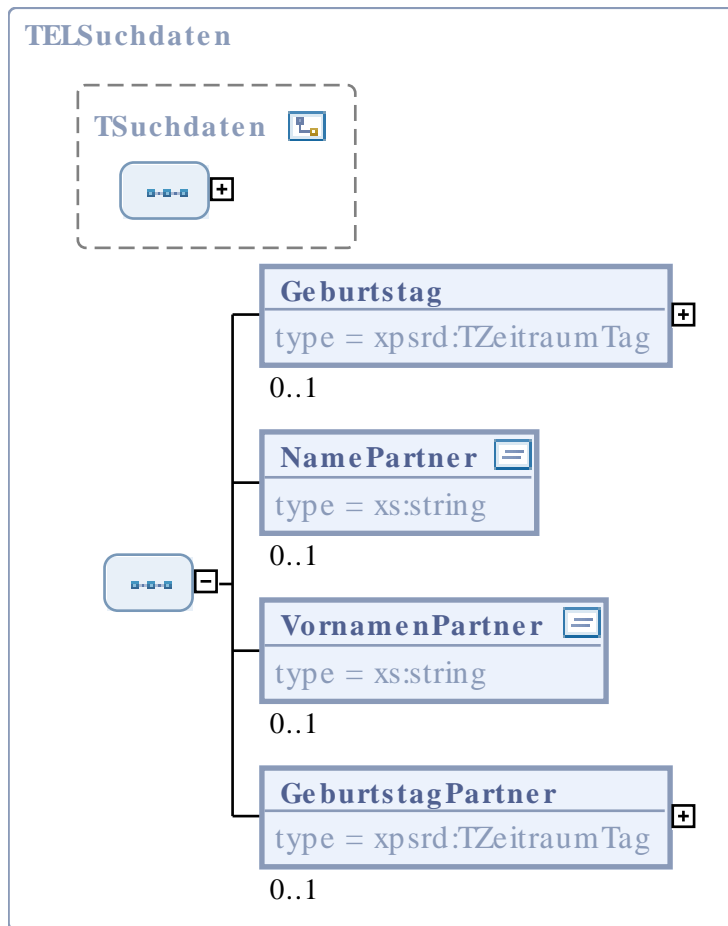 TELSuchdaten
TSuchdaten
Geburtstag
type = xpsrd:TZeitraumTag
0..1
NamePartner
type = xs:string
0..1
VornamenPartner
type = xs:string
0..1
GeburtstagPartner
type = xpsrd:TZeitraumTag
0..1